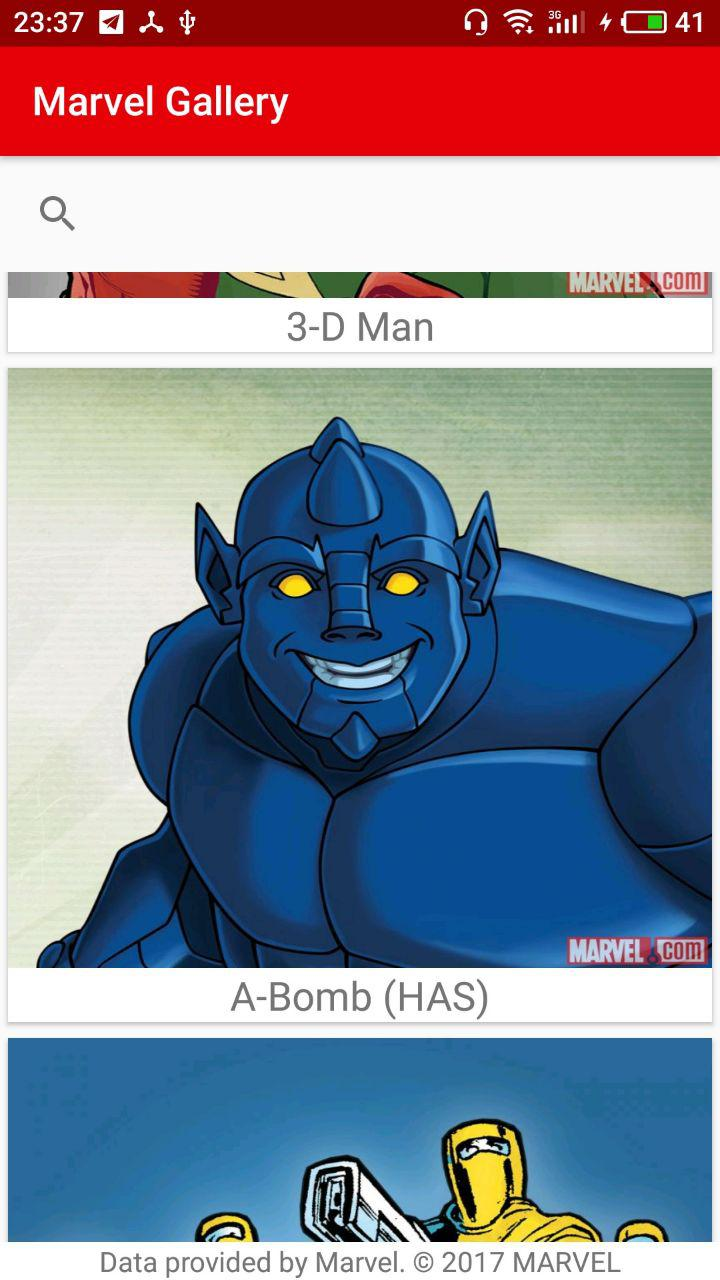 23:37
3G
41
Marvel Gallery
MARVEL.com
3-D Man
MARVEL.com
A-Bomb (HAS)
Data provided by Marvel. © 2017 MARVEL